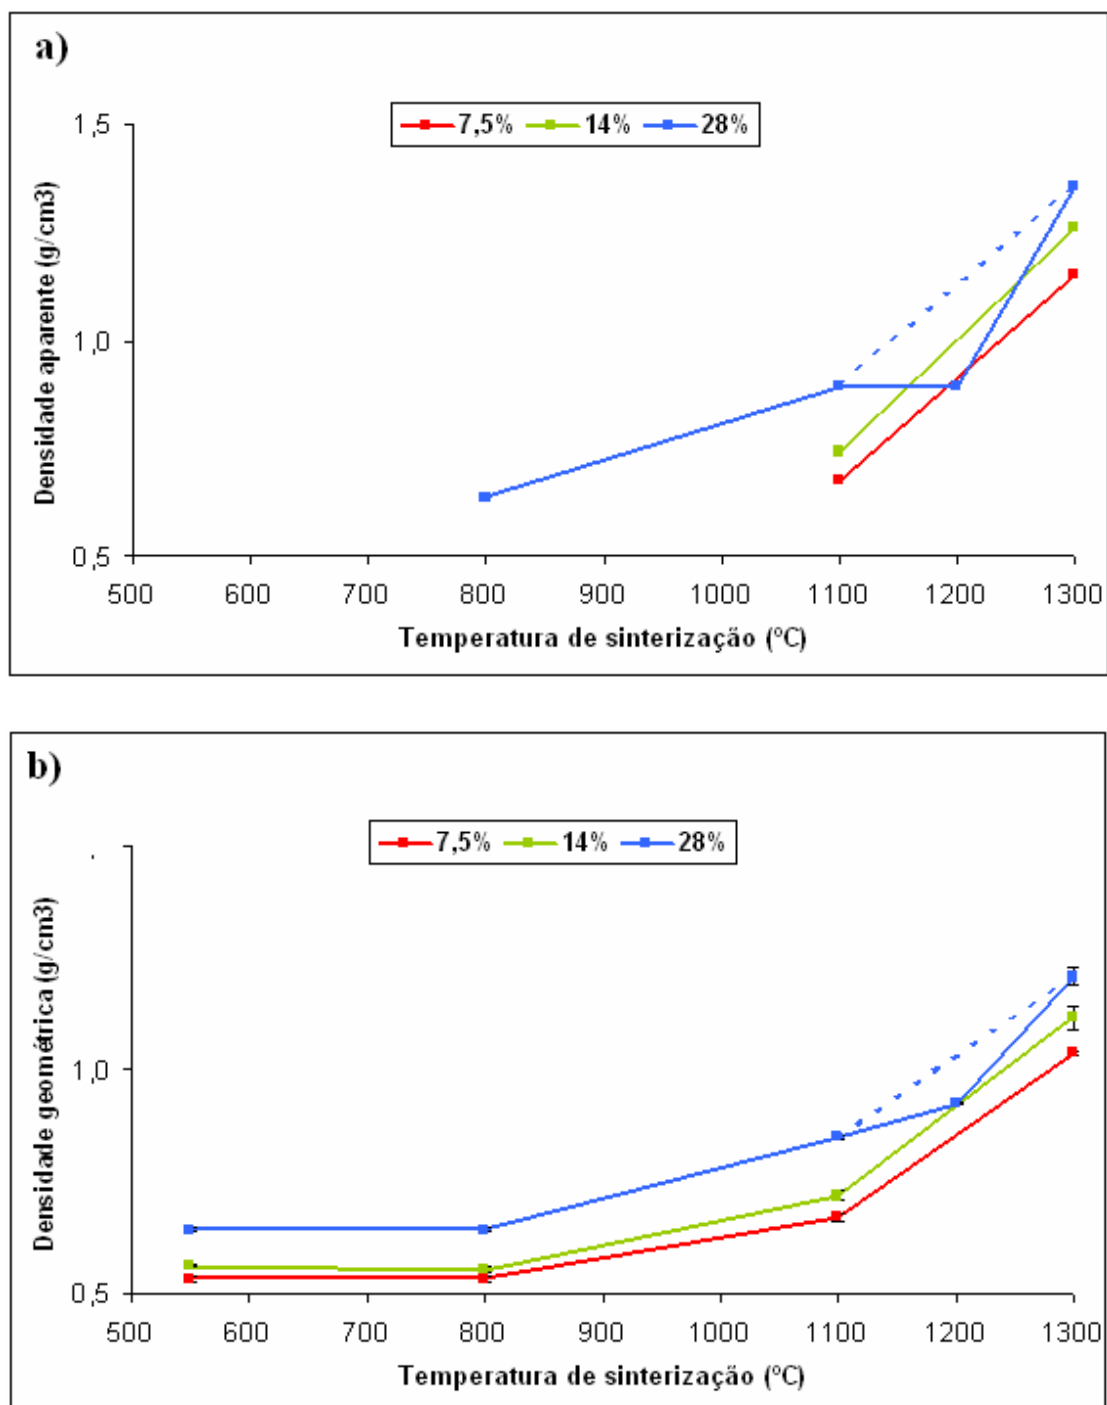 a)
7,5% 14% 28%
1,5
1,0
0,5
Densidade aparente (g/cm3)
500 600 700 800 900 1000 1100 1200 1300
Temperatura de sinterização (ºC)
b)
7,5% 14% 28%
1,0
0,5
Densidade geométrica (g/cm3)
500 600 700 800 900 1000 1100 1200 1300
Temperatura de sinterização (ºC)